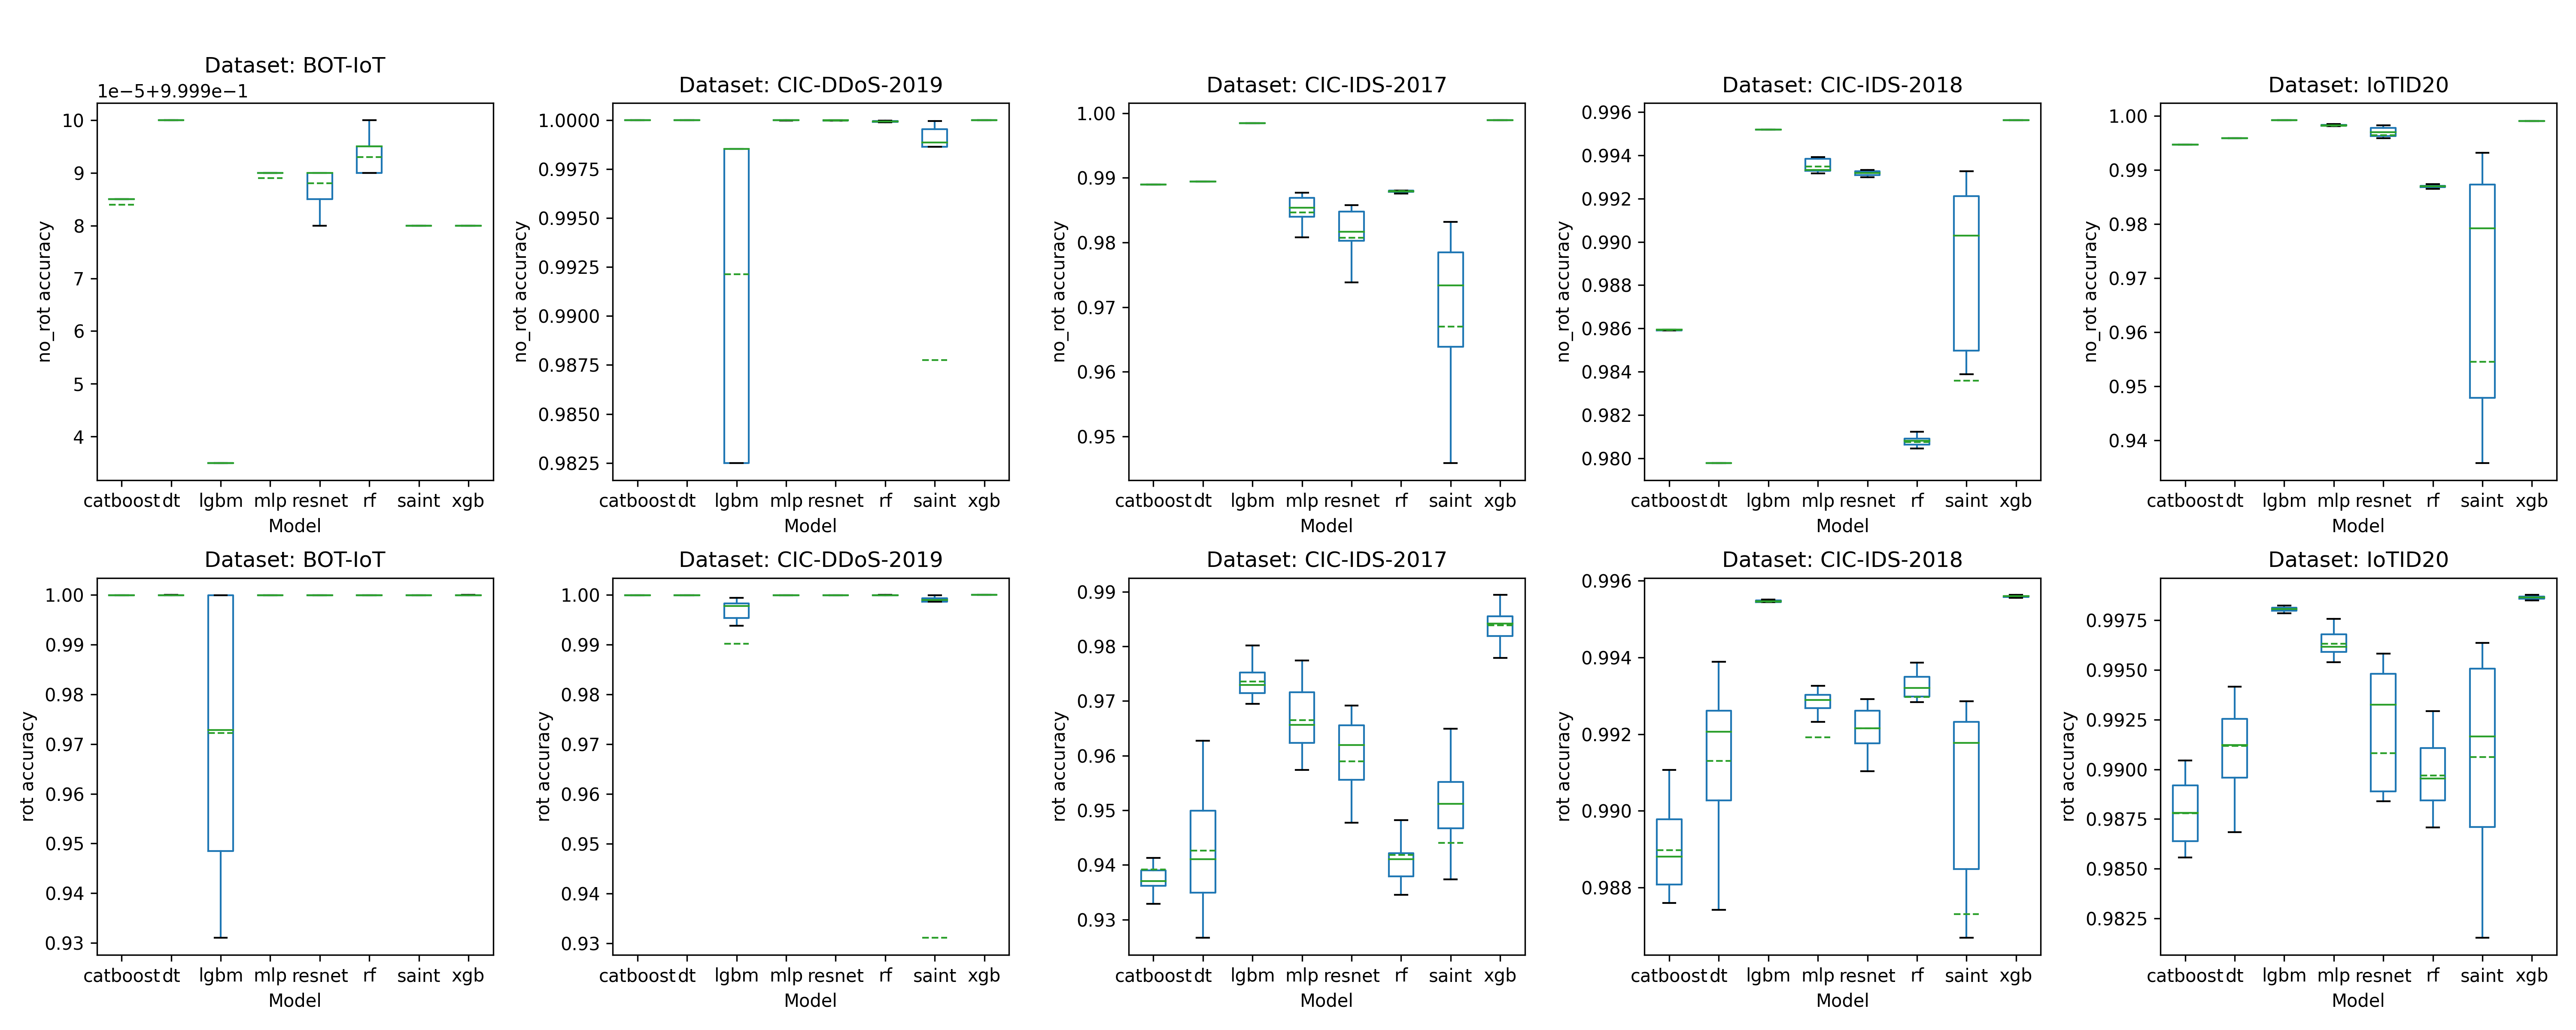 Dataset: BOT-IoT
1e−5+9.999e−1
10
9
8
7
6
5
4
no_rot accuracy
catboost dt lgbm mlp resnet rf saint xgb
Model
Dataset: CIC-DDoS-2019
1.0000
0.9975
0.9950
0.9925
0.9900
0.9875
0.9850
0.9825
no_rot accuracy
catboost dt lgbm mlp resnet rf saint xgb
Model
Dataset: CIC-IDS-2017
1.00
0.99
0.98
0.97
0.96
0.95
no_rot accuracy
catboost dt lgbm mlp resnet rf saint xgb
Model
Dataset: CIC-IDS-2018
0.996
0.994
0.992
0.990
0.988
0.986
0.984
0.982
0.980
no_rot accuracy
catboost dt lgbm mlp resnet rf saint xgb
Model
Dataset: IoTID20
1.00
0.99
0.98
0.97
0.96
0.95
0.94
no_rot accuracy
catboost dt lgbm mlp resnet rf saint xgb
Model
Dataset: BOT-IoT
1.00
0.99
0.98
0.97
0.96
0.95
0.94
0.93
rot accuracy
catboost dt lgbm mlp resnet rf saint xgb
Model
Dataset: CIC-DDoS-2019
1.00
0.99
0.98
0.97
0.96
0.95
0.94
0.93
rot accuracy
catboost dt lgbm mlp resnet rf saint xgb
Model
Dataset: CIC-IDS-2017
0.99
0.98
0.97
0.96
0.95
0.94
0.93
rot accuracy
catboost dt lgbm mlp resnet rf saint xgb
Model
Dataset: CIC-IDS-2018
0.996
0.994
0.992
0.990
0.988
rot accuracy
catboost dt lgbm mlp resnet rf saint xgb
Model
Dataset: IoTID20
0.9975
0.9950
0.9925
0.9900
0.9875
0.9850
0.9825
rot accuracy
catboost dt lgbm mlp resnet rf saint xgb
Model